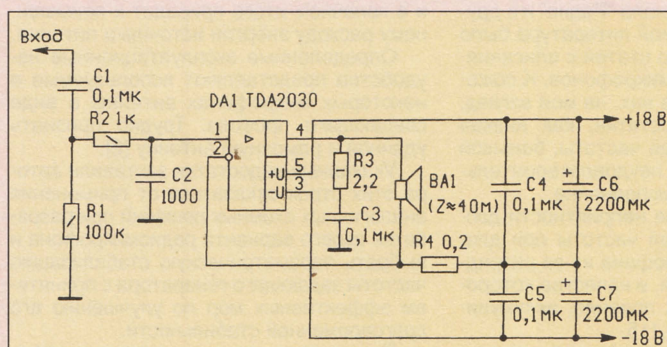 Вход
C1
0,1мк
R2 1к
C2
1000
R1
100к
DA1 TDA2030
1
2
4
5
3
+U
-U
R3
2,2
C3
0,1мк
BA1
(Z≈4Ом)
R4 0,2
C4
0,1мк
+
C6
2200мк
C5
0,1мк
+
C7
2200мк
+18 В
-18 В